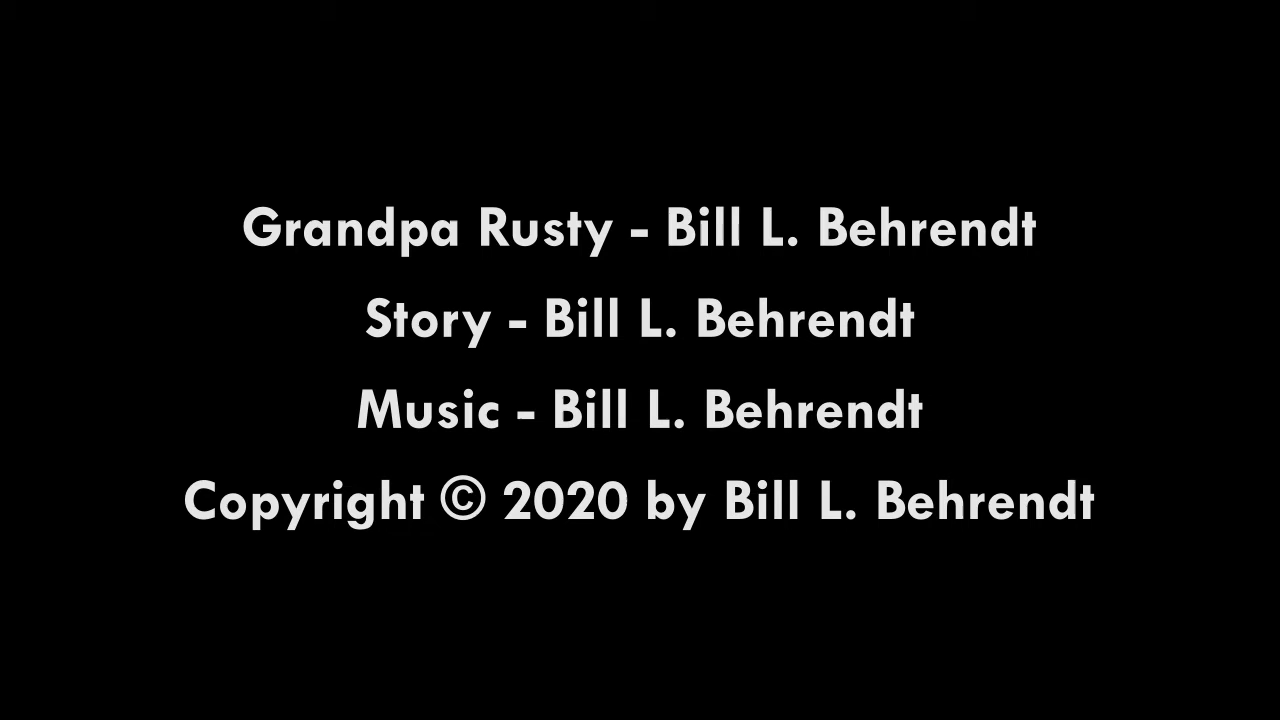 Grandpa Rusty - Bill L. Behrendt
Story - Bill L. Behrendt
Music - Bill L. Behrendt
Copyright © 2020 by Bill L. Behrendt